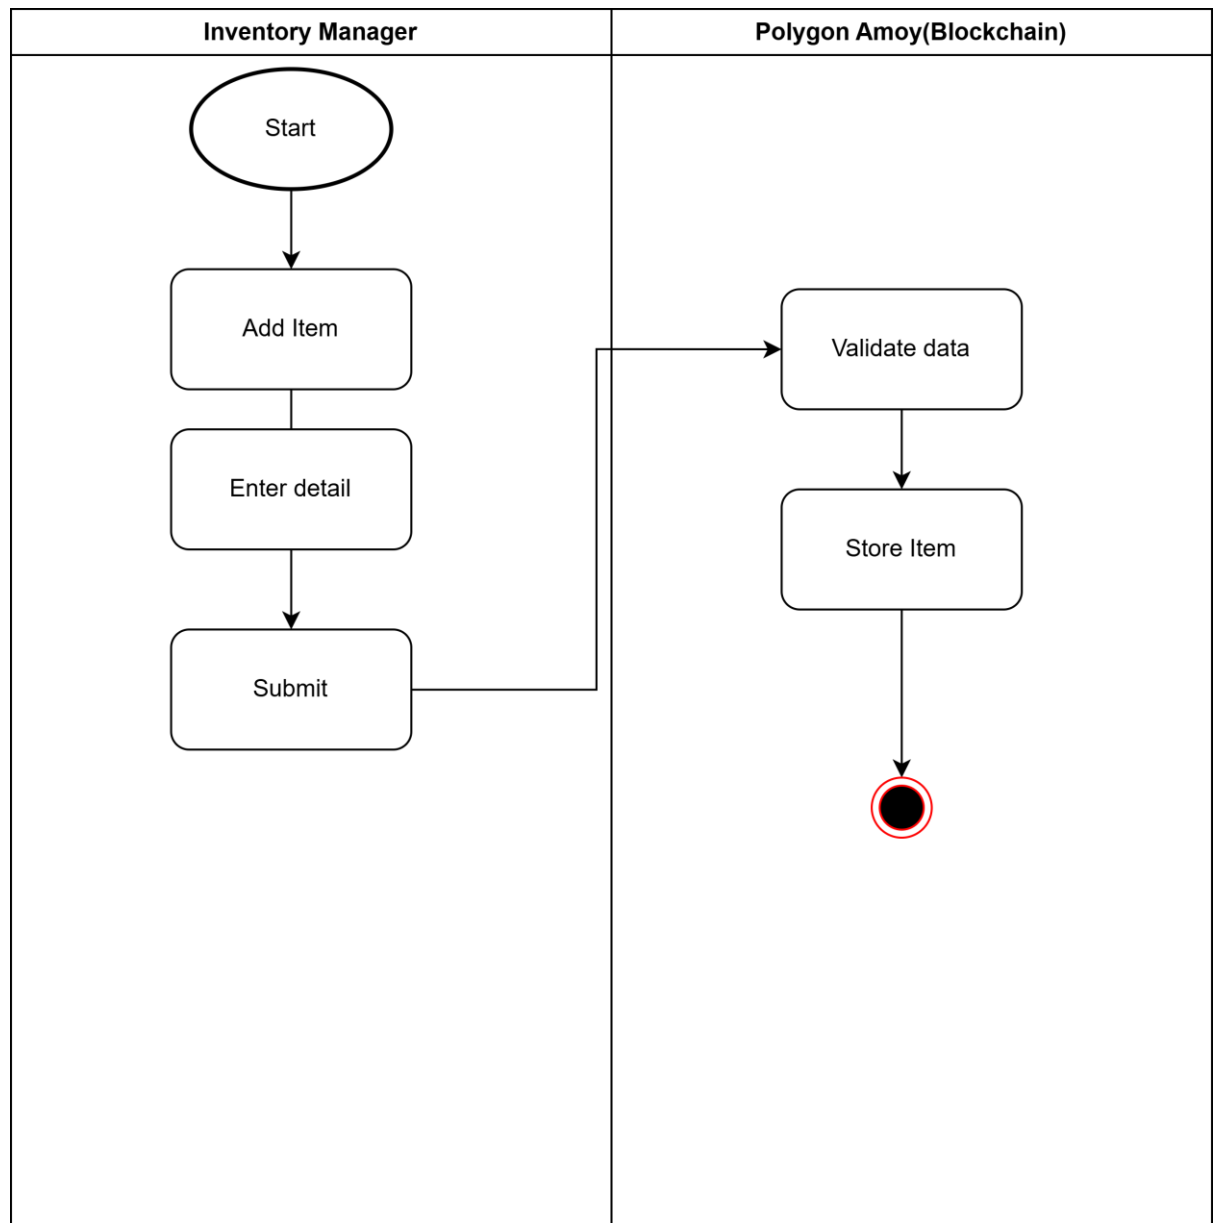 Inventory Manager
Polygon Amoy(Blockchain)
Start
Add Item
Enter detail
Submit
Validate data
Store Item